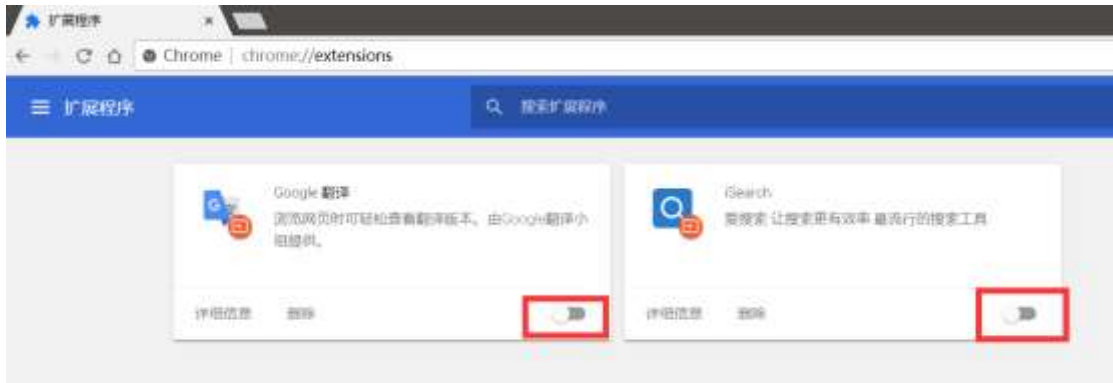 扩展程序
Chrome | chrome://extensions
扩展程序
搜索扩展程序
Google 翻译
浏览网页时可轻松查看翻译版本。由Google翻译小
组提供。
详细信息 删除
iSearch
爱搜索 让搜索更有效率 最流行的搜索工具
详细信息 删除